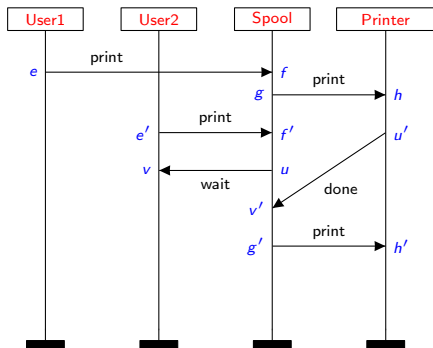 User1 User2 Spool Printer
print
e f
print
g h
print
e′ f′ u′
v u
wait
done
v′
print
g′ h′